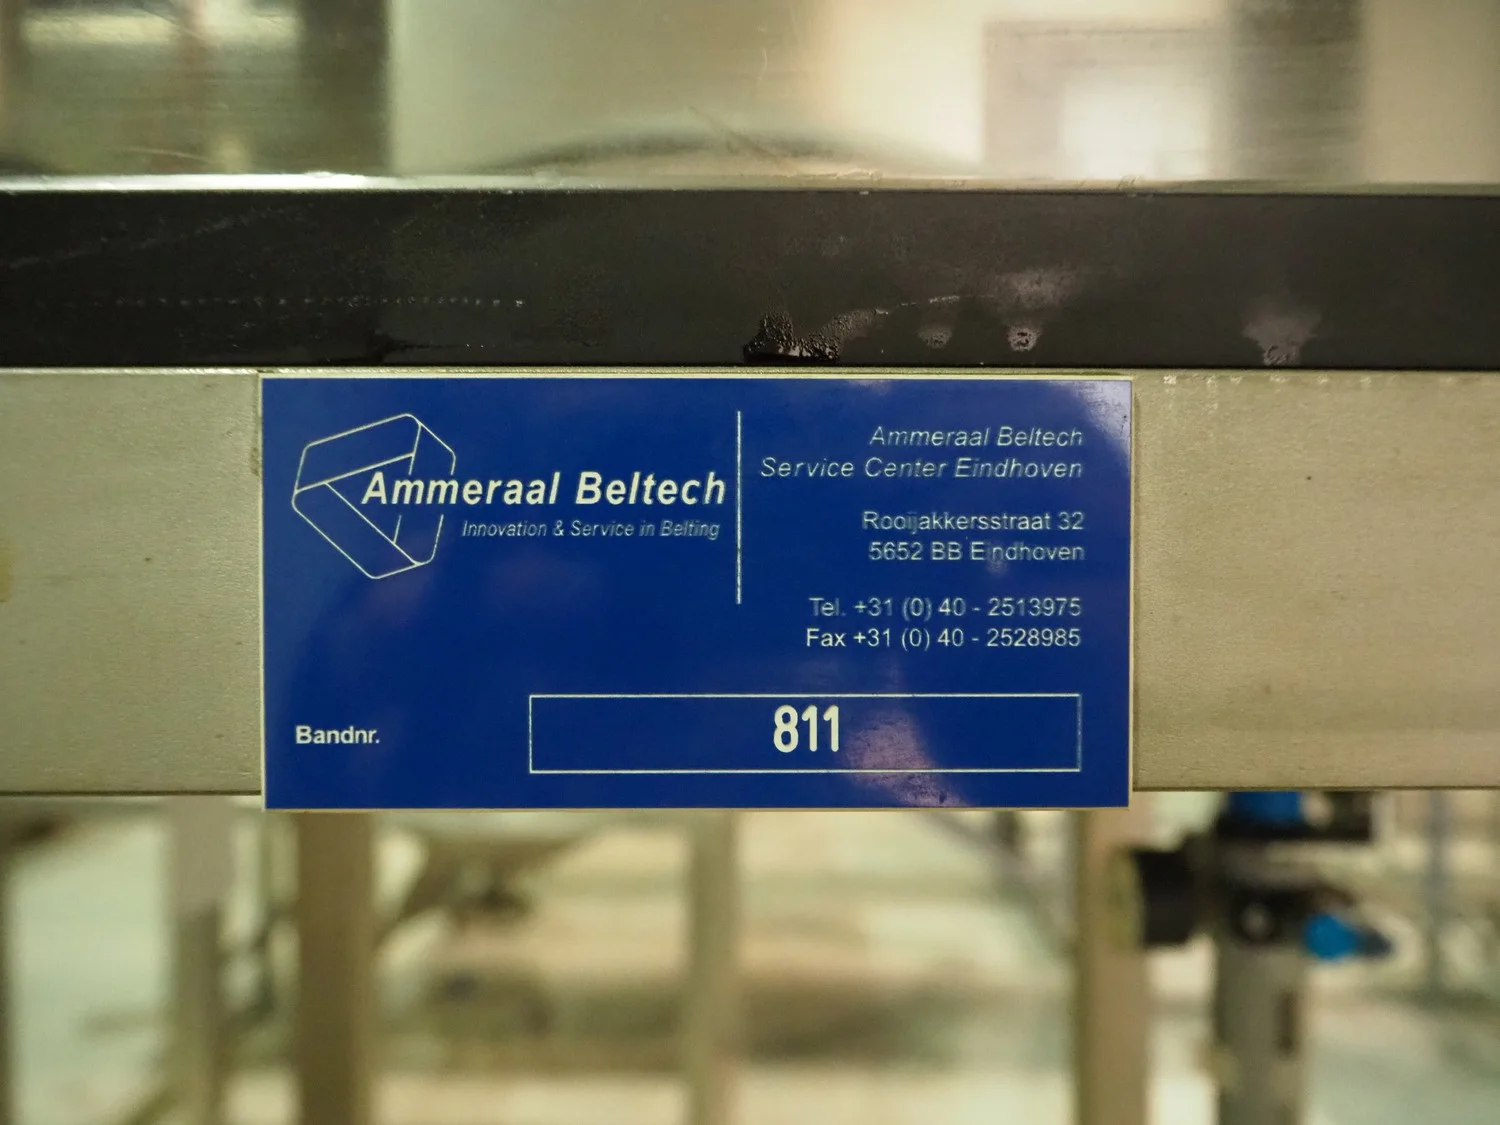 Ammeraal Beltech
Innovation & Service in Belting
Ammeraal Beltech
Service Center Eindhoven
Rooijakkersstraat 32
5652 BB Eindhoven
Tel. +31 (0) 40 - 2513975
Fax +31 (0) 40 - 2528985
Bandnr.
811